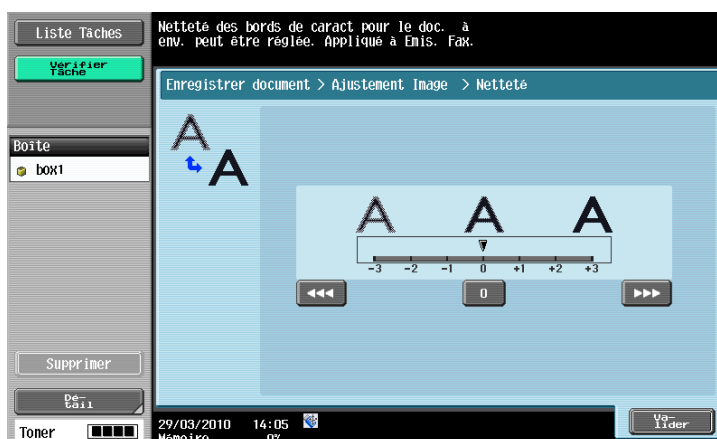 Liste Tâches
Vérifier
Tâche
Netteté des bords de caract pour le doc. à
env. peut être réglée. Appliqué à Emis. Fax.
Enregistrer document > Ajustement Image > Netteté
Boîte
box1
A
A
A A A
-3 -2 -1 0 +1 +2 +3
0
Supprimer
Dé-
tail
Toner
29/03/2010 14:05
Mémoire 0%
Va-
lider